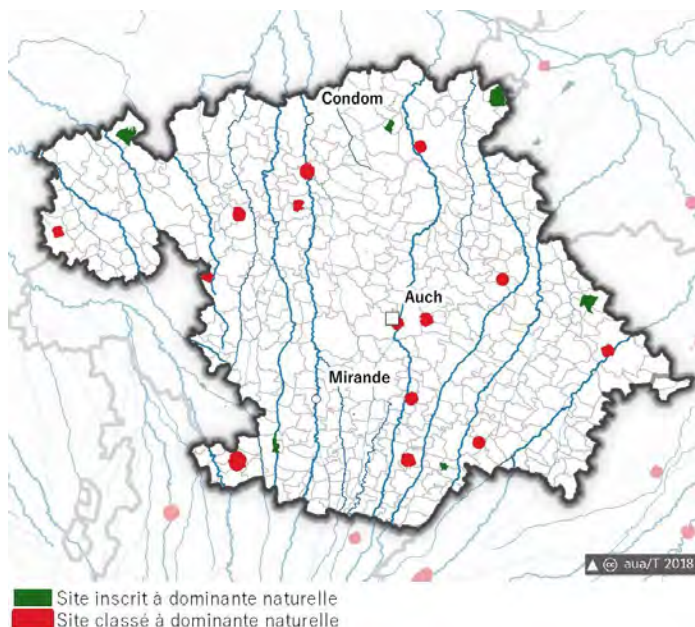 Condom
Auch
Mirande
aua/T 2018
Site inscrit à dominante naturelle
Site classé à dominante naturelle